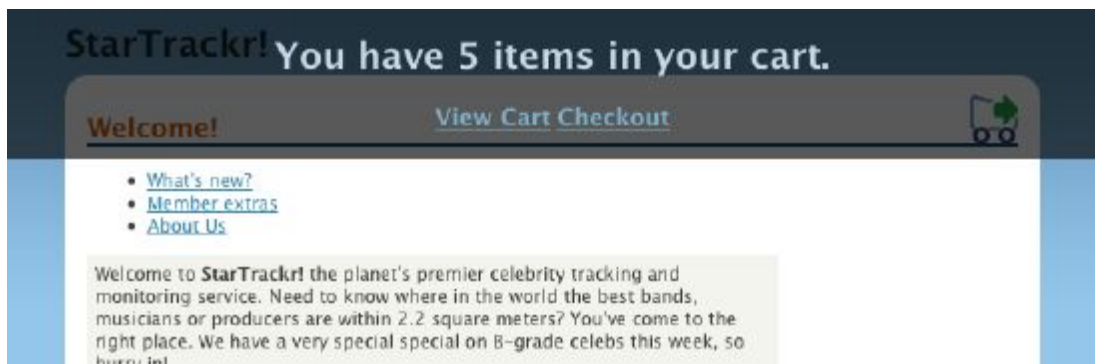 StarTrackr!
You have 5 items in your cart.
View Cart Checkout
Welcome!
• What's new?
• Member extras
• About Us
Welcome to StarTrackr! the planet's premier celebrity tracking and
monitoring service. Need to know where in the world the best bands,
musicians or producers are within 2.2 square meters? You've come to the
right place. We have a very special special on B-grade celebs this week, so
hurry in!